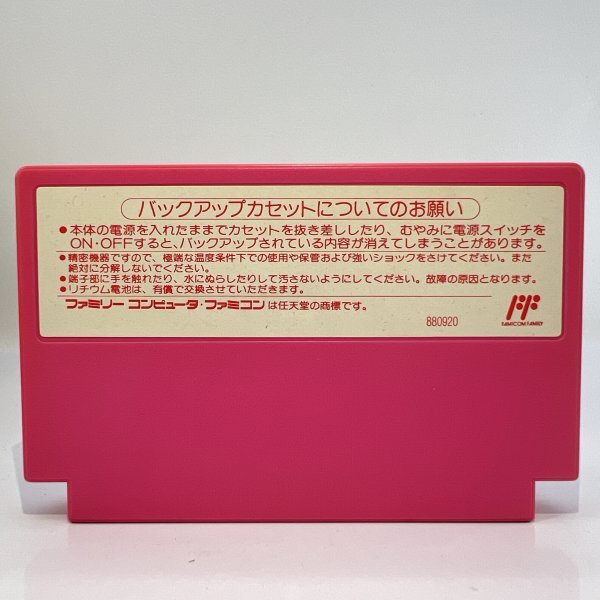 バックアップカセットについてのお願い
●本体の電源を入れたままでカセットを抜き差ししたり、むやみに電源スイッチを
ON・OFFすると、バックアップされている内容が消えてしまうことがあります。
●精密機器ですので、極端な温度条件下での使用や保管および強いショックをさけてください。また
絶対に分解しないでください。
●端子部に手を触れたり、水にぬらしたりして汚さないようにしてください。故障の原因となります。
●リチウム電池は、有償で交換させていただきます。
ファミリー コンピュータ・ファミコン は任天堂の商標です。
880920
FAMICOM FAMILY